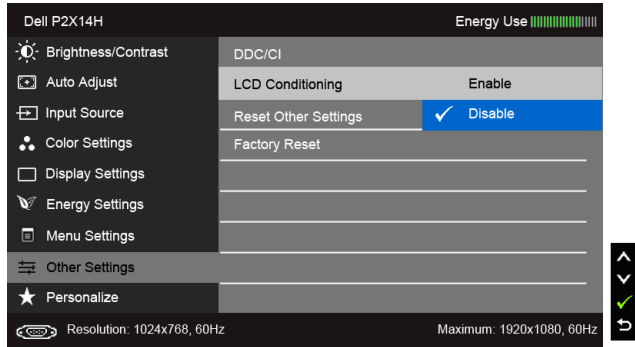 Dell P2X14H Energy Use
Brightness/Contrast DDC/CI
Auto Adjust LCD Conditioning Enable
Input Source Reset Other Settings Disable
Color Settings Factory Reset
Display Settings
Energy Settings
Menu Settings
Other Settings
Personalize
Resolution: 1024x768, 60Hz Maximum: 1920x1080, 60Hz